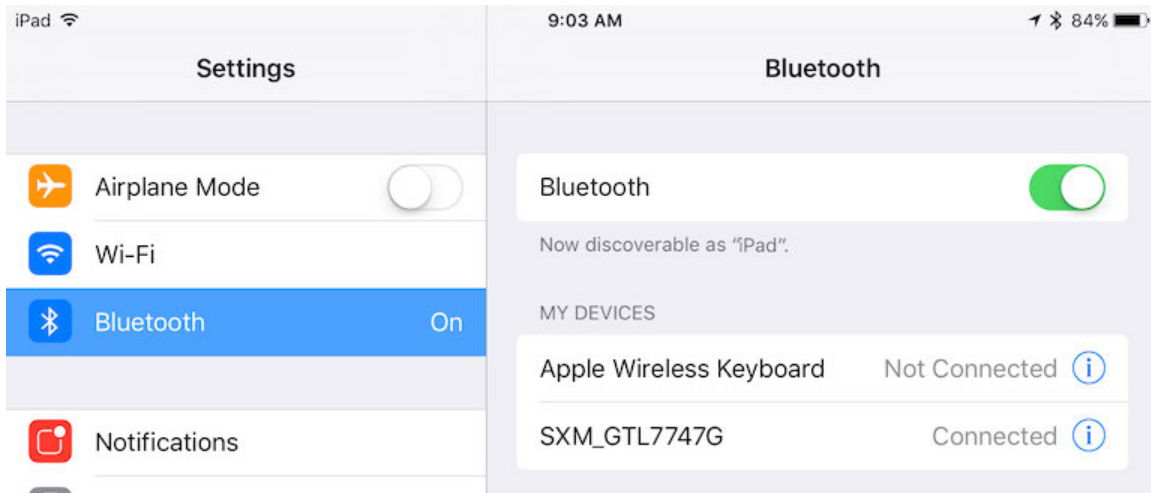 iPad 9:03 AM 84%
Settings
Airplane Mode
Wi-Fi
Bluetooth On
Notifications
Bluetooth
Bluetooth
Now discoverable as “iPad”.
MY DEVICES
Apple Wireless Keyboard Not Connected
SXM_GTL7747G Connected